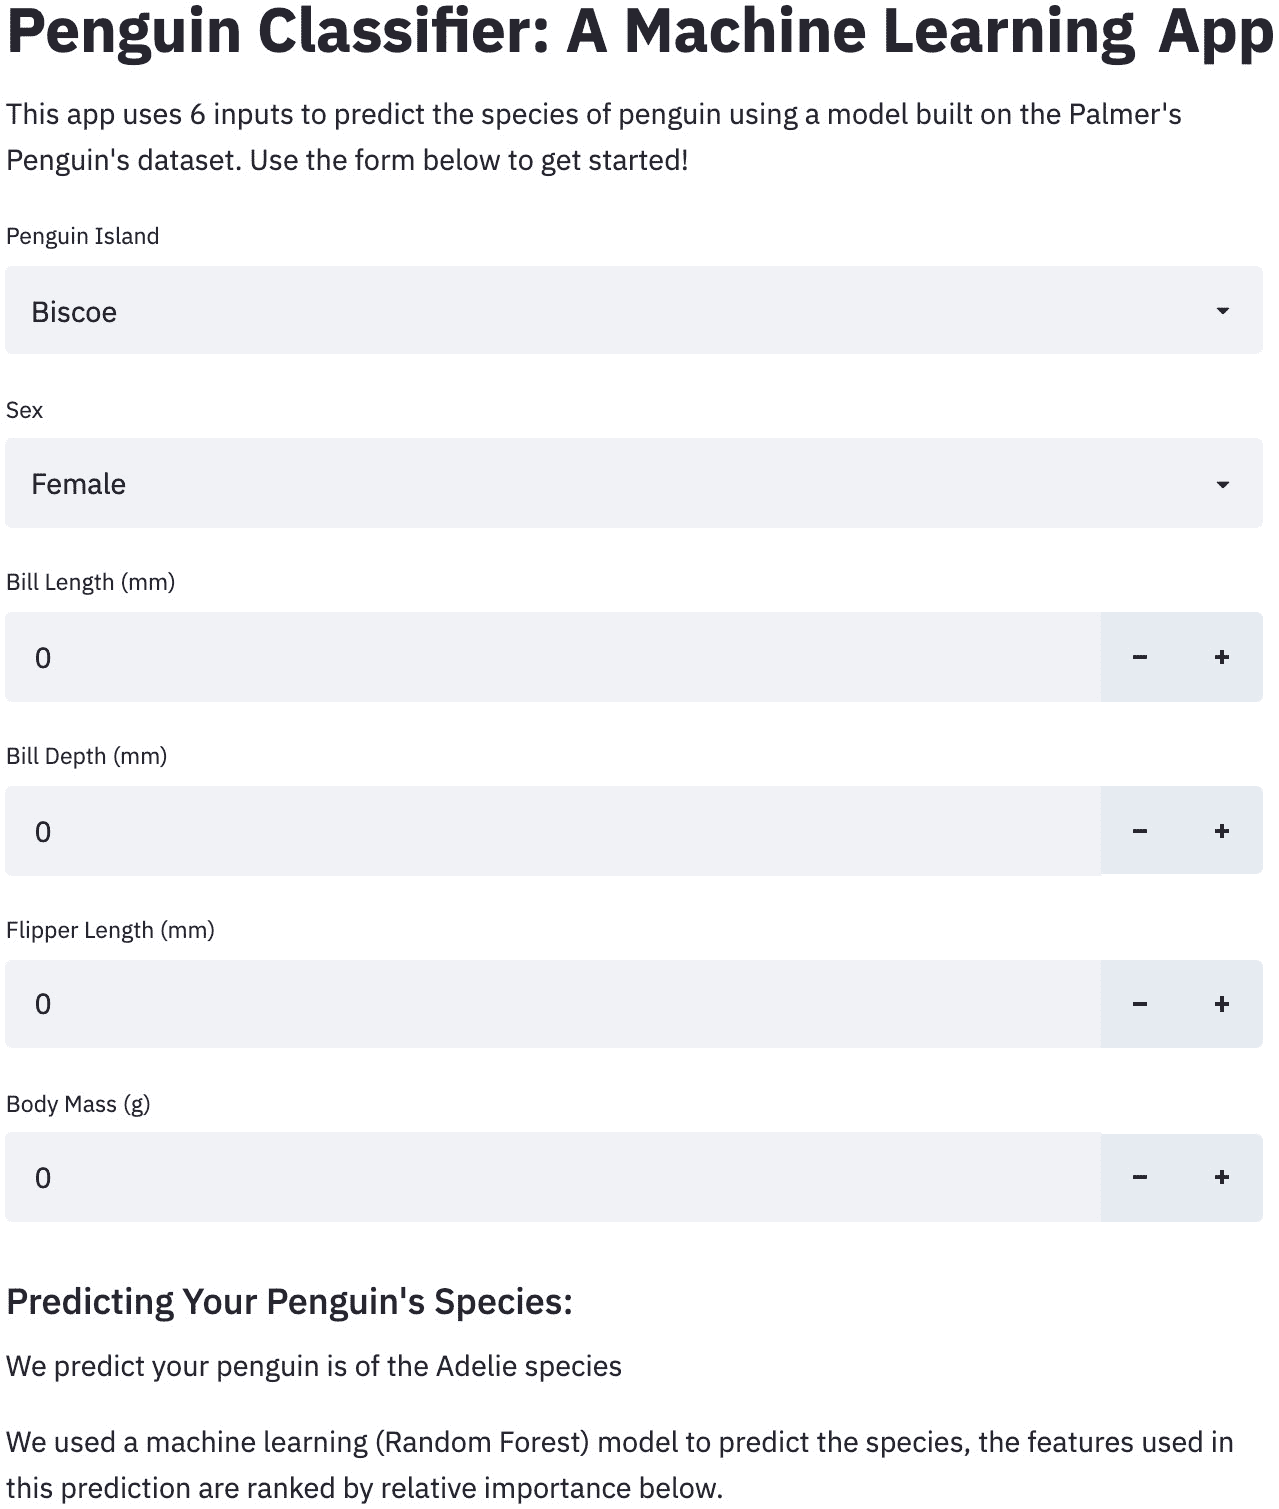 Penguin Classifier: A Machine Learning App
This app uses 6 inputs to predict the species of penguin using a model built on the Palmer's
Penguin's dataset. Use the form below to get started!
Penguin Island
Biscoe
Sex
Female
Bill Length (mm)
0 − +
Bill Depth (mm)
0 − +
Flipper Length (mm)
0 − +
Body Mass (g)
0 − +
Predicting Your Penguin's Species:
We predict your penguin is of the Adelie species
We used a machine learning (Random Forest) model to predict the species, the features used in
this prediction are ranked by relative importance below.